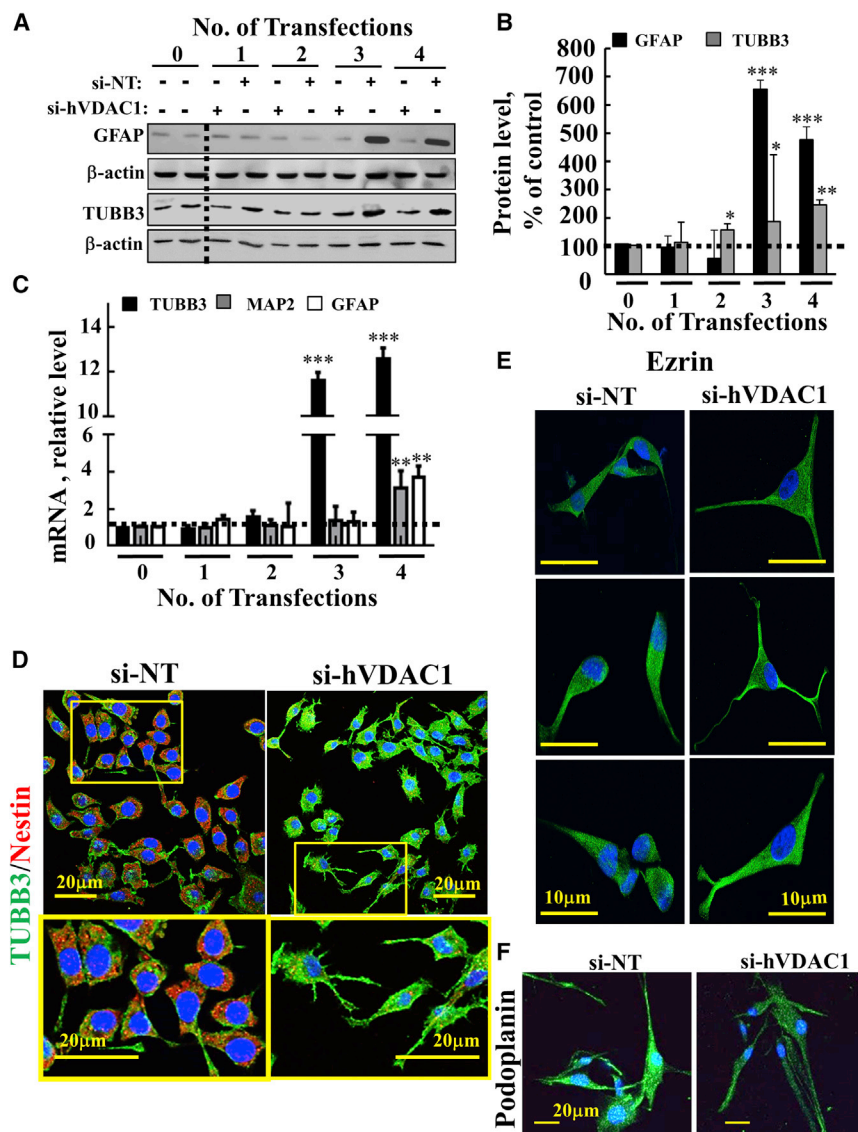 A
No. of Transfections
0 1 2 3 4
si-NT: - - - + - + - + - +
si-hVDAC1: - - + - + - + - + -
GFAP
β-actin
TUBB3
β-actin
B
GFAP TUBB3
Protein level,
% of control
800
700
600
500
400
300
200
100
0
***
***
*
*
**
0 1 2 3 4
No. of Transfections
C
TUBB3 MAP2 GFAP
mRNA , relative level
14
12
10
6
4
2
0
***
***
** **
0 1 2 3 4
No. of Transfections
D
si-NT si-hVDAC1
TUBB3/Nestin
20μm 20μm
20μm 20μm
E
Ezrin
si-NT si-hVDAC1
10μm 10μm
F
si-NT si-hVDAC1
Podoplanin
20μm